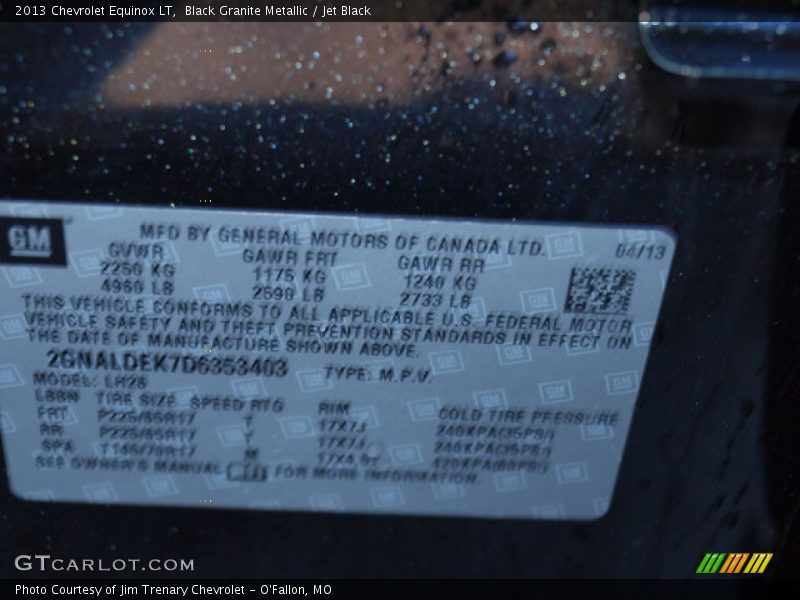 2013 Chevrolet Equinox LT, Black Granite Metallic / Jet Black
GM
MFD BY GENERAL MOTORS OF CANADA LTD. 04/13
GVWR GAWR FRT GAWR RR
2250 KG 1175 KG 1240 KG
4960 LB 2590 LB 2733 LB
THIS VEHICLE CONFORMS TO ALL APPLICABLE U.S. FEDERAL MOTOR
VEHICLE SAFETY AND THEFT PREVENTION STANDARDS IN EFFECT ON
THE DATE OF MANUFACTURE SHOWN ABOVE.
2GNALDEK7D6353403 TYPE: M.P.V.
MODEL: LH26
TIRE SIZE SPEED RTG RIM COLD TIRE PRESSURE
FRT P225/65R17 T 17X7J 240KPA(35PSI)
RR P225/65R17 T 17X7J 240KPA(35PSI)
SPA M 420KPA(60PSI)
SEE OWNER'S MANUAL FOR MORE INFORMATION.
GTCARLOT.COM
Photo Courtesy of Jim Trenary Chevrolet - O'Fallon, MO